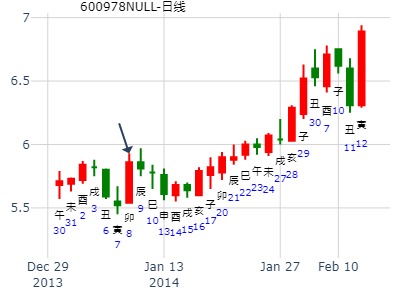 600978NULL-日线
7
6.5
6
5.5
午
30
未
31
酉
2
戌
3
丑
6
寅
7
卯
8
辰
9
巳
10
申
13
酉
14
戌
15
亥
16
子
17
卯
20
辰
21
巳
22
午
23
未
24
戌
27
亥
28
子
29
丑
30
酉
7
子
10
丑
11
寅
12
Dec 29
2013
Jan 13
2014
Jan 27
Feb 10